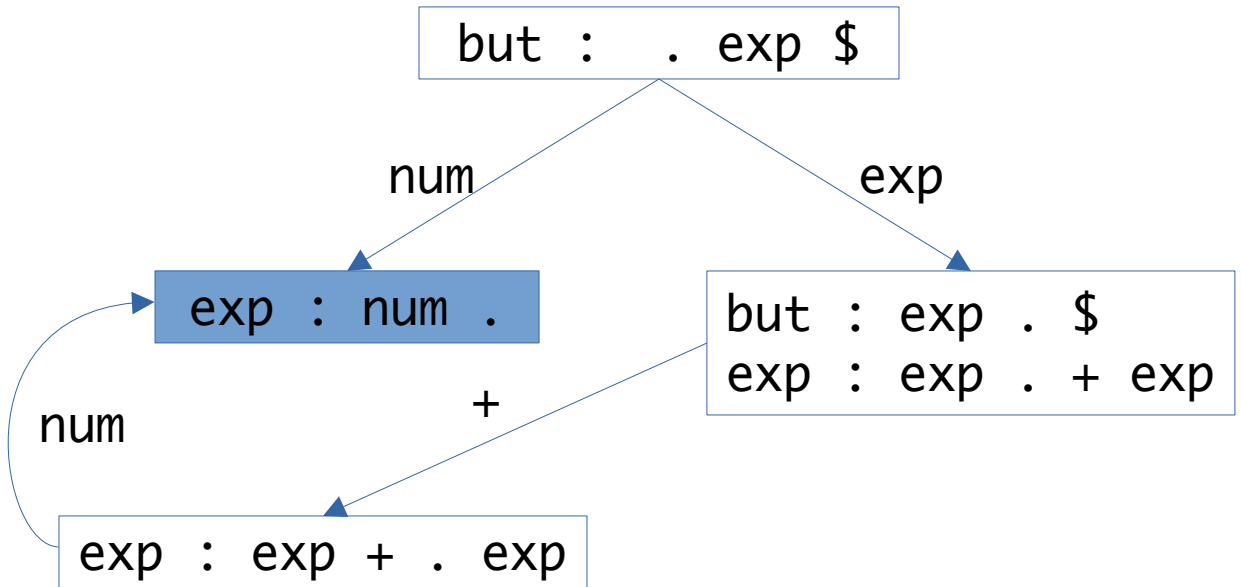 but :  . exp $
num
exp
exp : num .
but : exp . $
exp : exp . + exp
+
num
exp : exp + . exp